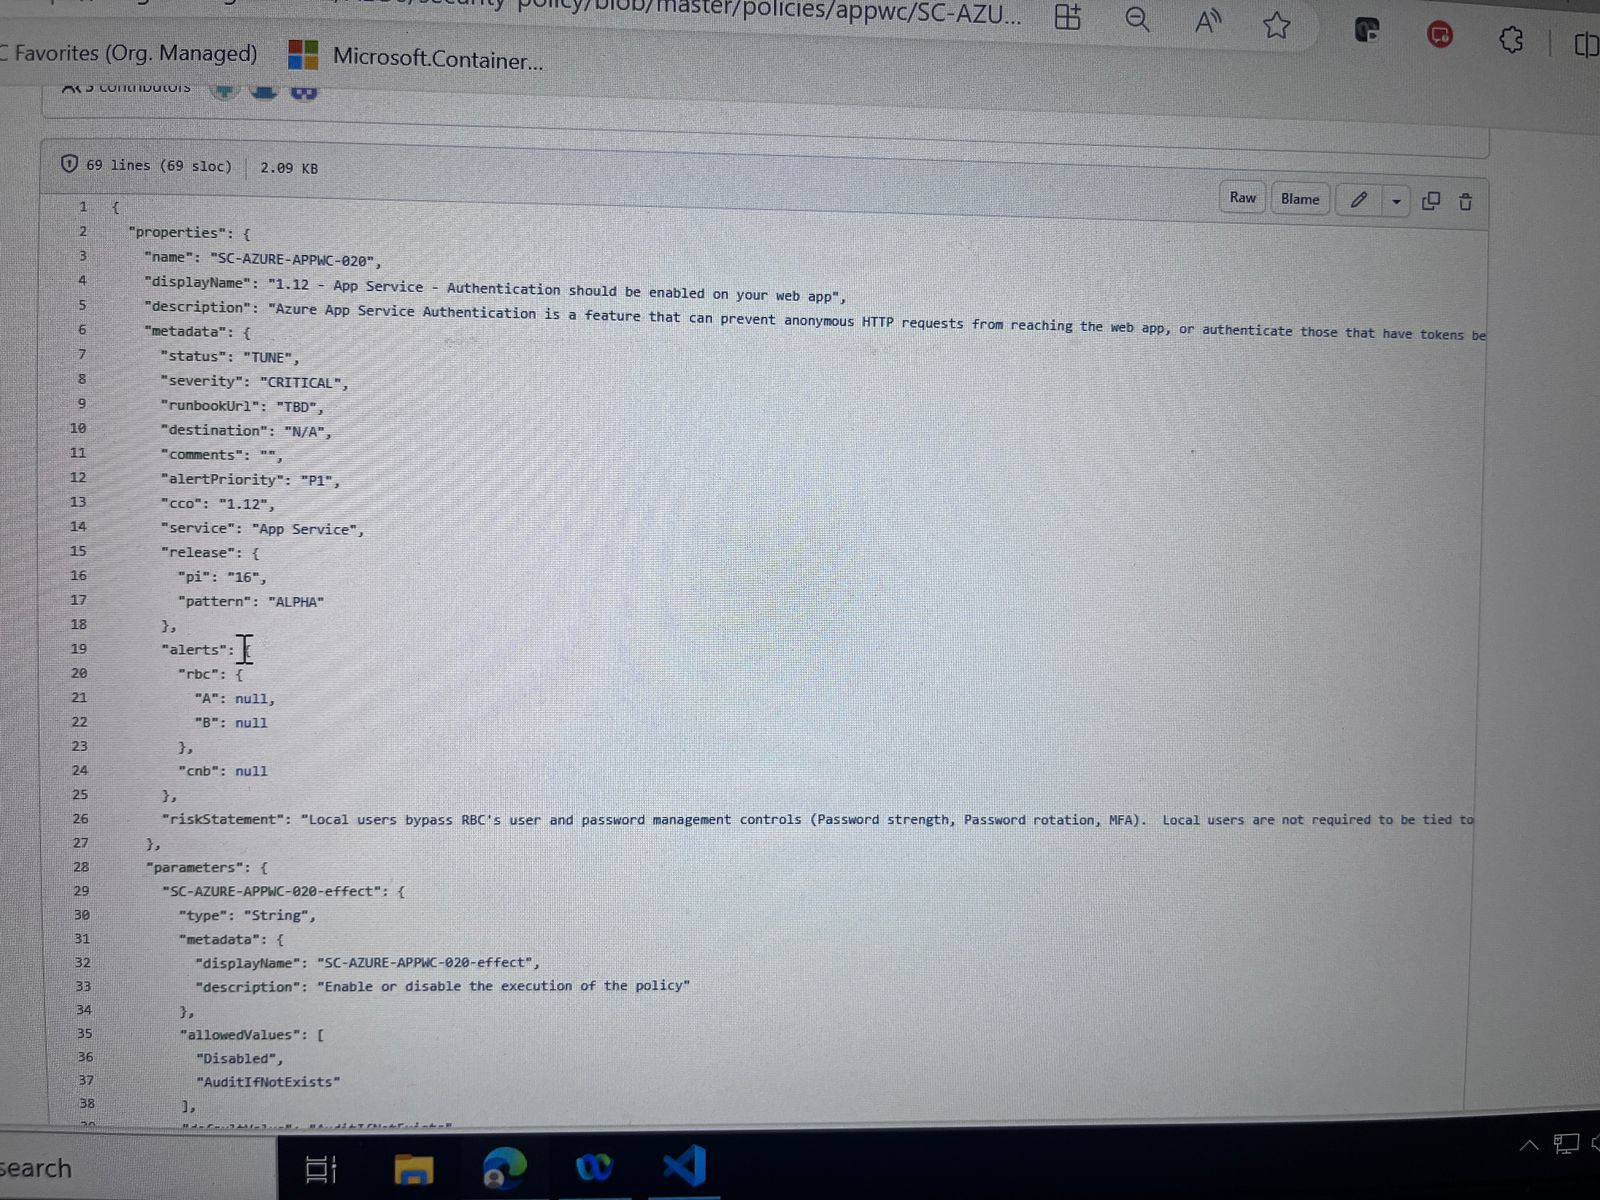 security-policy/blob/master/policies/appwc/SC-AZU...
Favorites (Org. Managed)
Microsoft.Container...
contributors
69 lines (69 sloc) 2.09 KB
Raw Blame
1 {
2 "properties": {
3 "name": "SC-AZURE-APPWC-020",
4 "displayName": "1.12 - App Service - Authentication should be enabled on your web app",
5 "description": "Azure App Service Authentication is a feature that can prevent anonymous HTTP requests from reaching the web app, or authenticate those that have tokens be
6 "metadata": {
7 "status": "TUNE",
8 "severity": "CRITICAL",
9 "runbookUrl": "TBD",
10 "destination": "N/A",
11 "comments": "",
12 "alertPriority": "P1",
13 "cco": "1.12",
14 "service": "App Service",
15 "release": {
16 "pi": "16",
17 "pattern": "ALPHA"
18 },
19 "alerts": {
20 "rbc": {
21 "A": null,
22 "B": null
23 },
24 "cnb": null
25 },
26 "riskStatement": "Local users bypass RBC's user and password management controls (Password strength, Password rotation, MFA).  Local users are not required to be tied to
27 },
28 "parameters": {
29 "SC-AZURE-APPWC-020-effect": {
30 "type": "String",
31 "metadata": {
32 "displayName": "SC-AZURE-APPWC-020-effect",
33 "description": "Enable or disable the execution of the policy"
34 },
35 "allowedValues": [
36 "Disabled",
37 "AuditIfNotExists"
38 ],
search